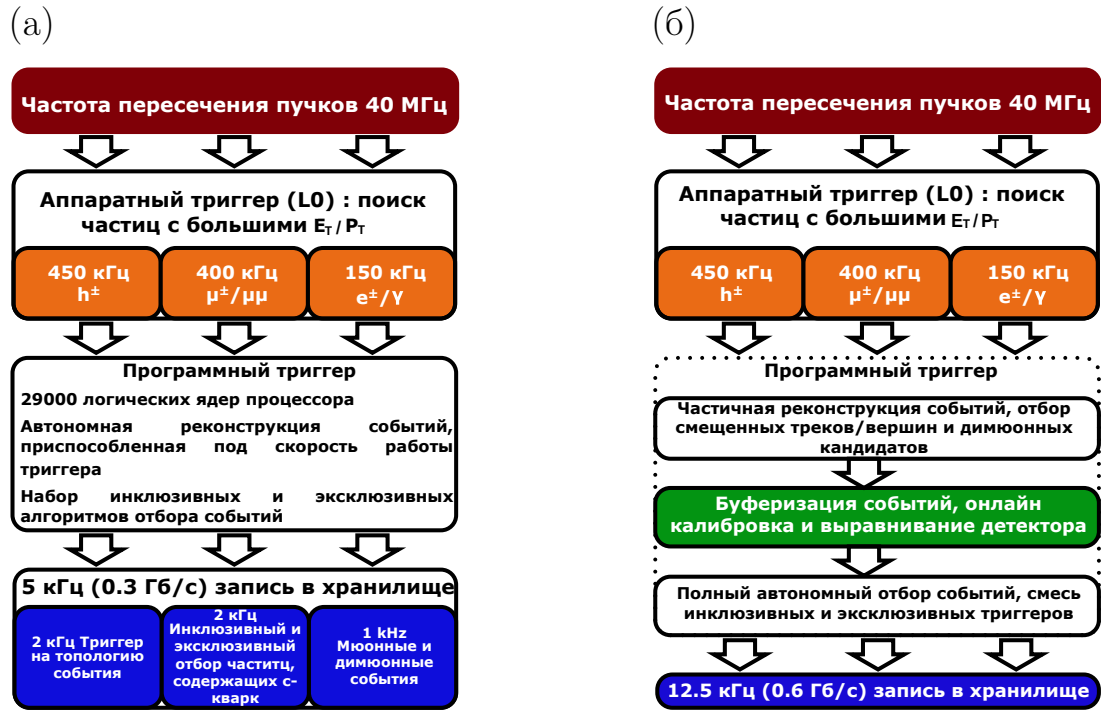 (а)
Частота пересечения пучков 40 МГц
Аппаратный триггер (L0) : поиск
частиц с большими E_T / P_T
450 кГц
h±
400 кГц
μ±/μμ
150 кГц
e±/γ
Программный триггер
29000 логических ядер процессора
Автономная реконструкция событий,
приспособленная под скорость работы
триггера
Набор инклюзивных и эксклюзивных
алгоритмов отбора событий
5 кГц (0.3 Гб/с) запись в хранилище
2 кГц Триггер
на топологию
события
2 кГц
Инклюзивный и
эксклюзивный
отбор частитц,
содержащих с-
кварк
1 kHz
Мюонные и
димюонные
события
(б)
Частота пересечения пучков 40 МГц
Аппаратный триггер (L0) : поиск
частиц с большими E_T / P_T
450 кГц
h±
400 кГц
μ±/μμ
150 кГц
e±/γ
Программный триггер
Частичная реконструкция событий, отбор
смещенных треков/вершин и димюонных
кандидатов
Буферизация событий, онлайн
калибровка и выравнивание детектора
Полный автономный отбор событий, смесь
инклюзивных и эксклюзивных триггеров
12.5 кГц (0.6 Гб/с) запись в хранилище